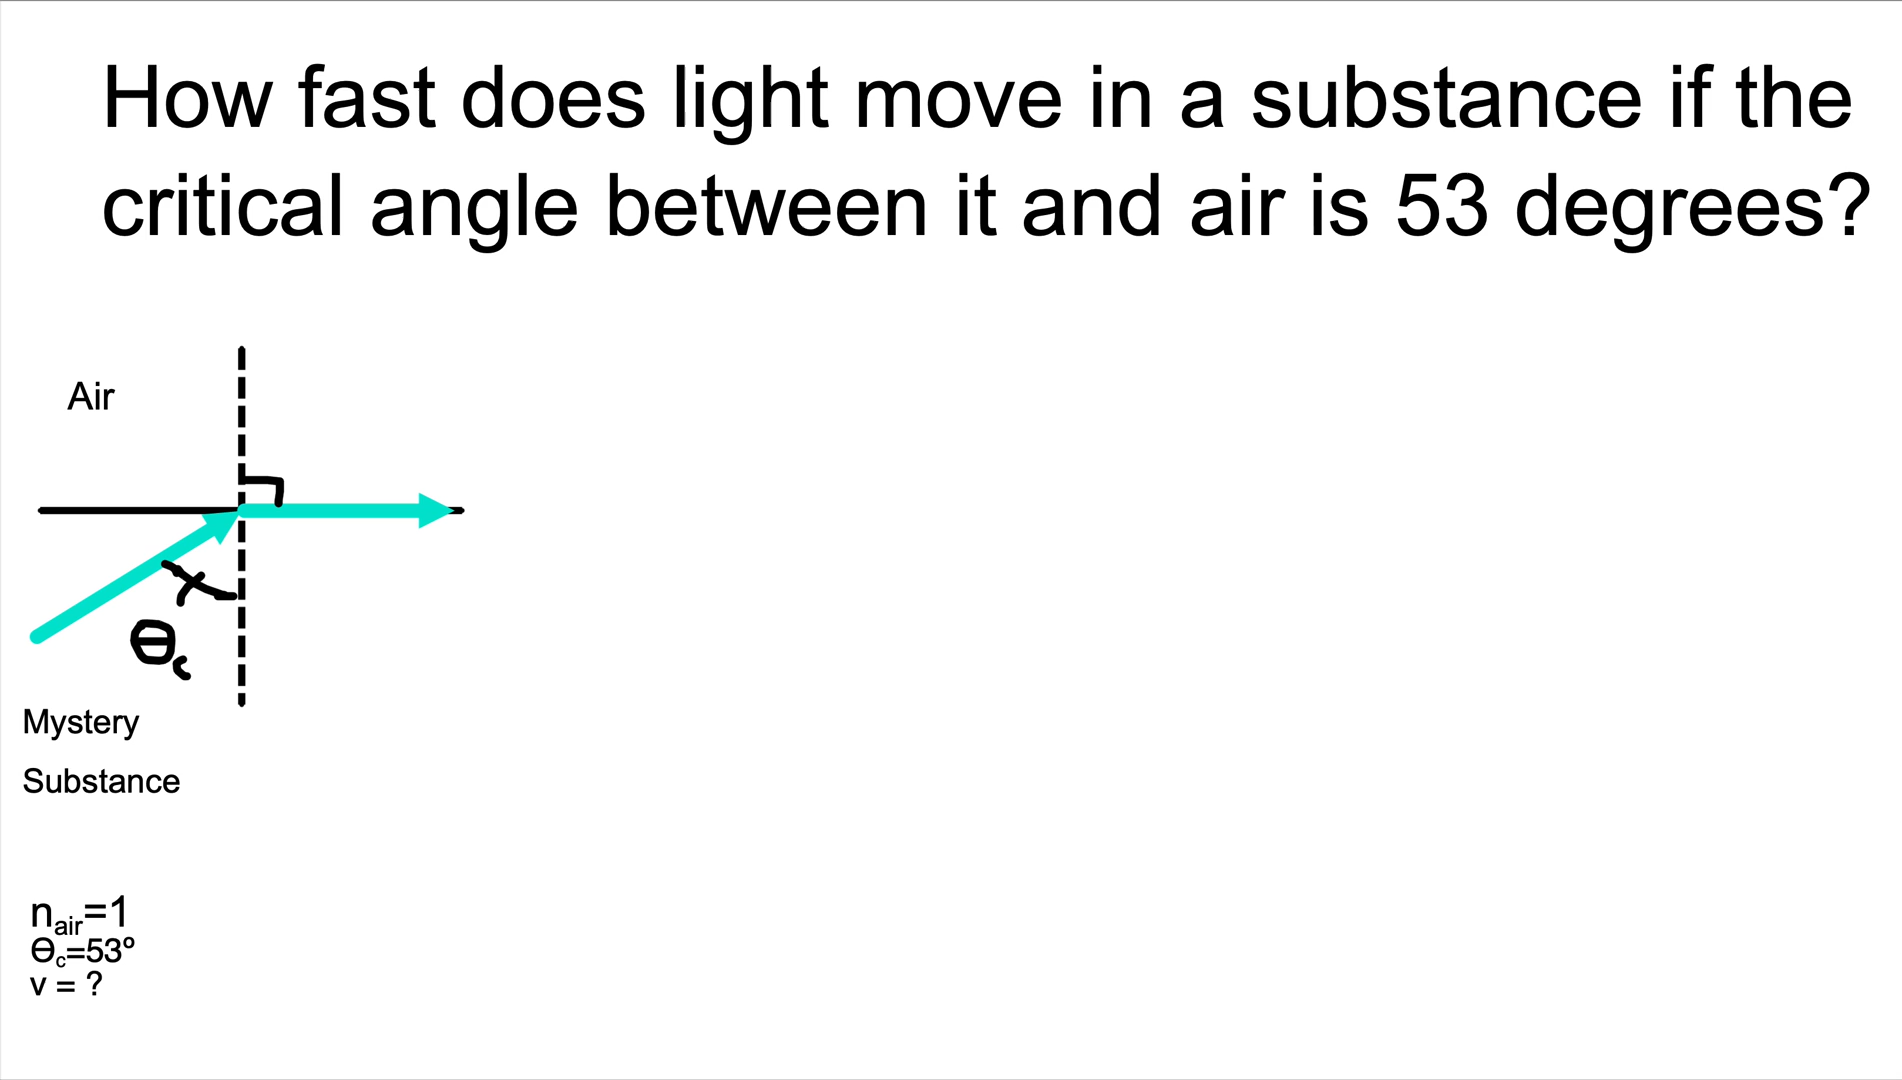 How fast does light move in a substance if the
critical angle between it and air is 53 degrees?
Air
Θc
Mystery
Substance
nair=1
Θc=53º
v = ?